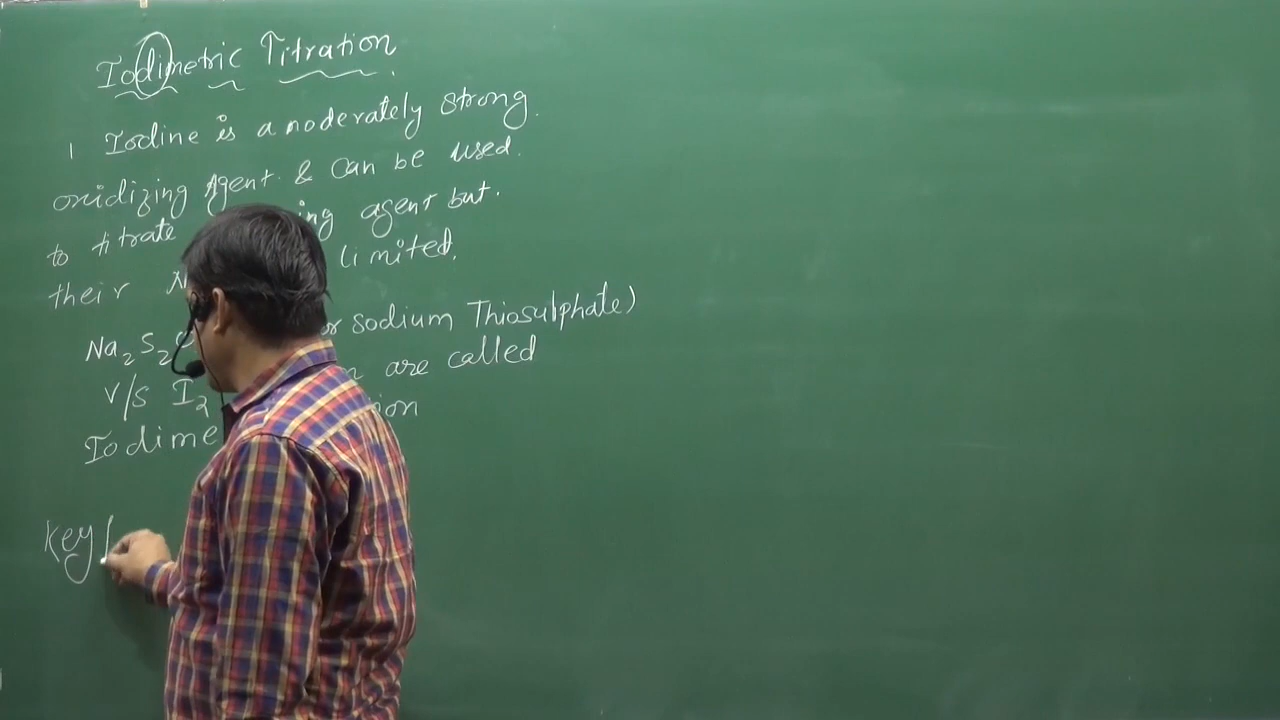 Iodimetric Titration.
1 Iodine is a moderately strong.
oxidizing Agent. & Can be used.
to titrate ing agent but.
their limited.
Na2S2 or sodium Thiosulphate)
V/s I2 are called
Iodime ion
key